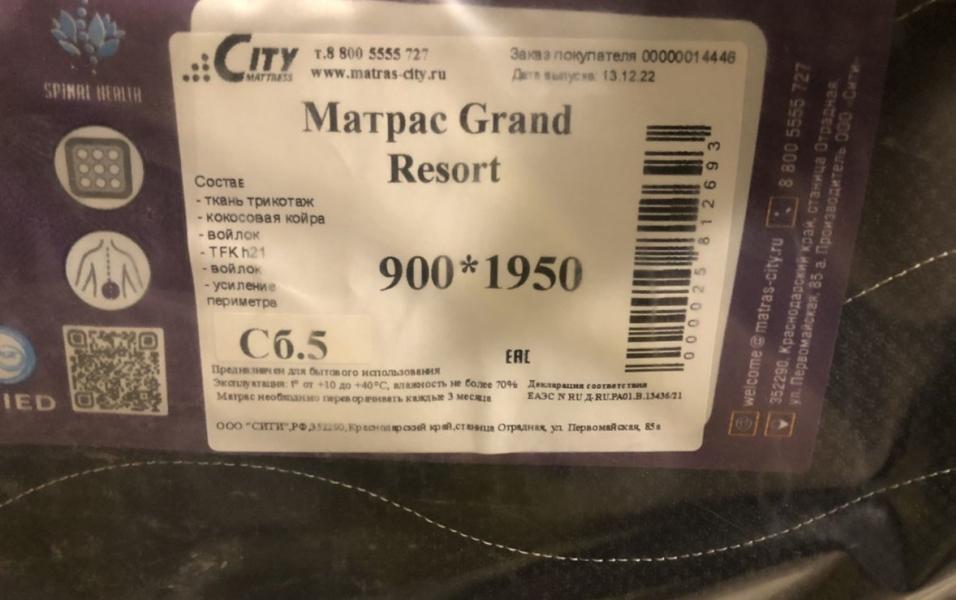 SPINAL HEALTH
CITY
MATTRESS
т.8 800 5555 727
www.matras-city.ru
Заказ покупателя 00000014446
Дата выпуска: 13.12.22
Матрас Grand
Resort
Состав
- ткань трикотаж
- кокосовая койра
- войлок
- TFK h21
- войлок
- усиление
периметра
900*1950
Сб.5
EAC
0000258812693
Предназначен для бытового использования
Эксплуатация: t° от +10 до +40°С, влажность не более 70%
Матрас необходимо переворачивать каждые 3 месяца
Декларация соответствия
ЕАЭС N RU Д-RU.РА01.В.13436/21
ООО "СИТИ",РФ,352290,Краснодарский край,станица Отрадная, ул. Первомайская, 85а
IED
welcome@matras-city.ru
8 800 5555 727
352290, Краснодарский край, станица Отрадная,
ул. Первомайская, 85 а. Производитель ООО «Сити»